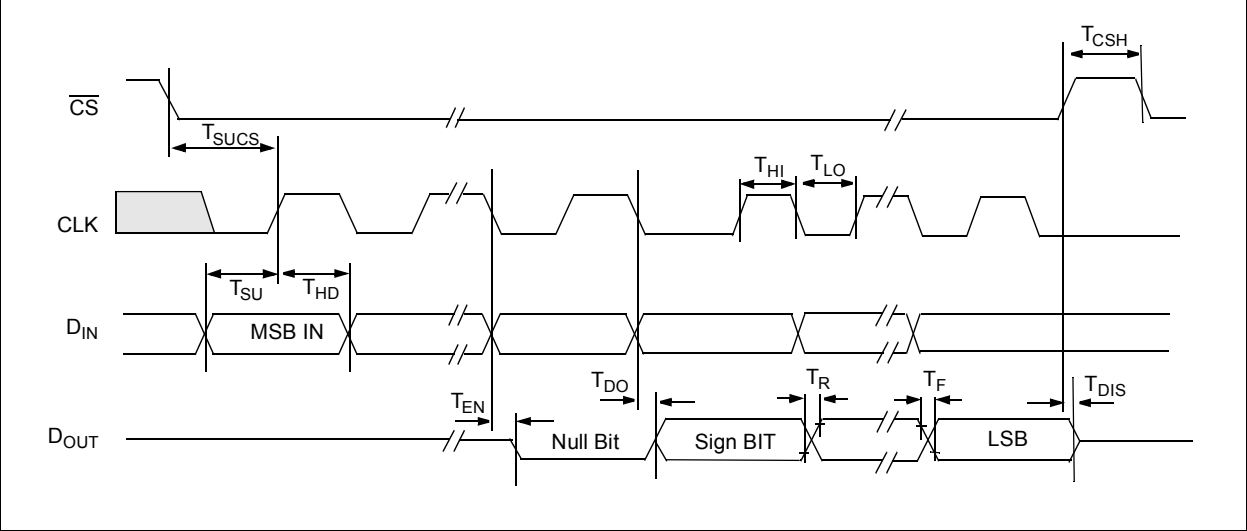 TCSH
CS
TSUCS
THI
TLO
CLK
TSU
THD
DIN
MSB IN
TDO
TR
TF
TDIS
TEN
DOUT
Null Bit
Sign BIT
LSB